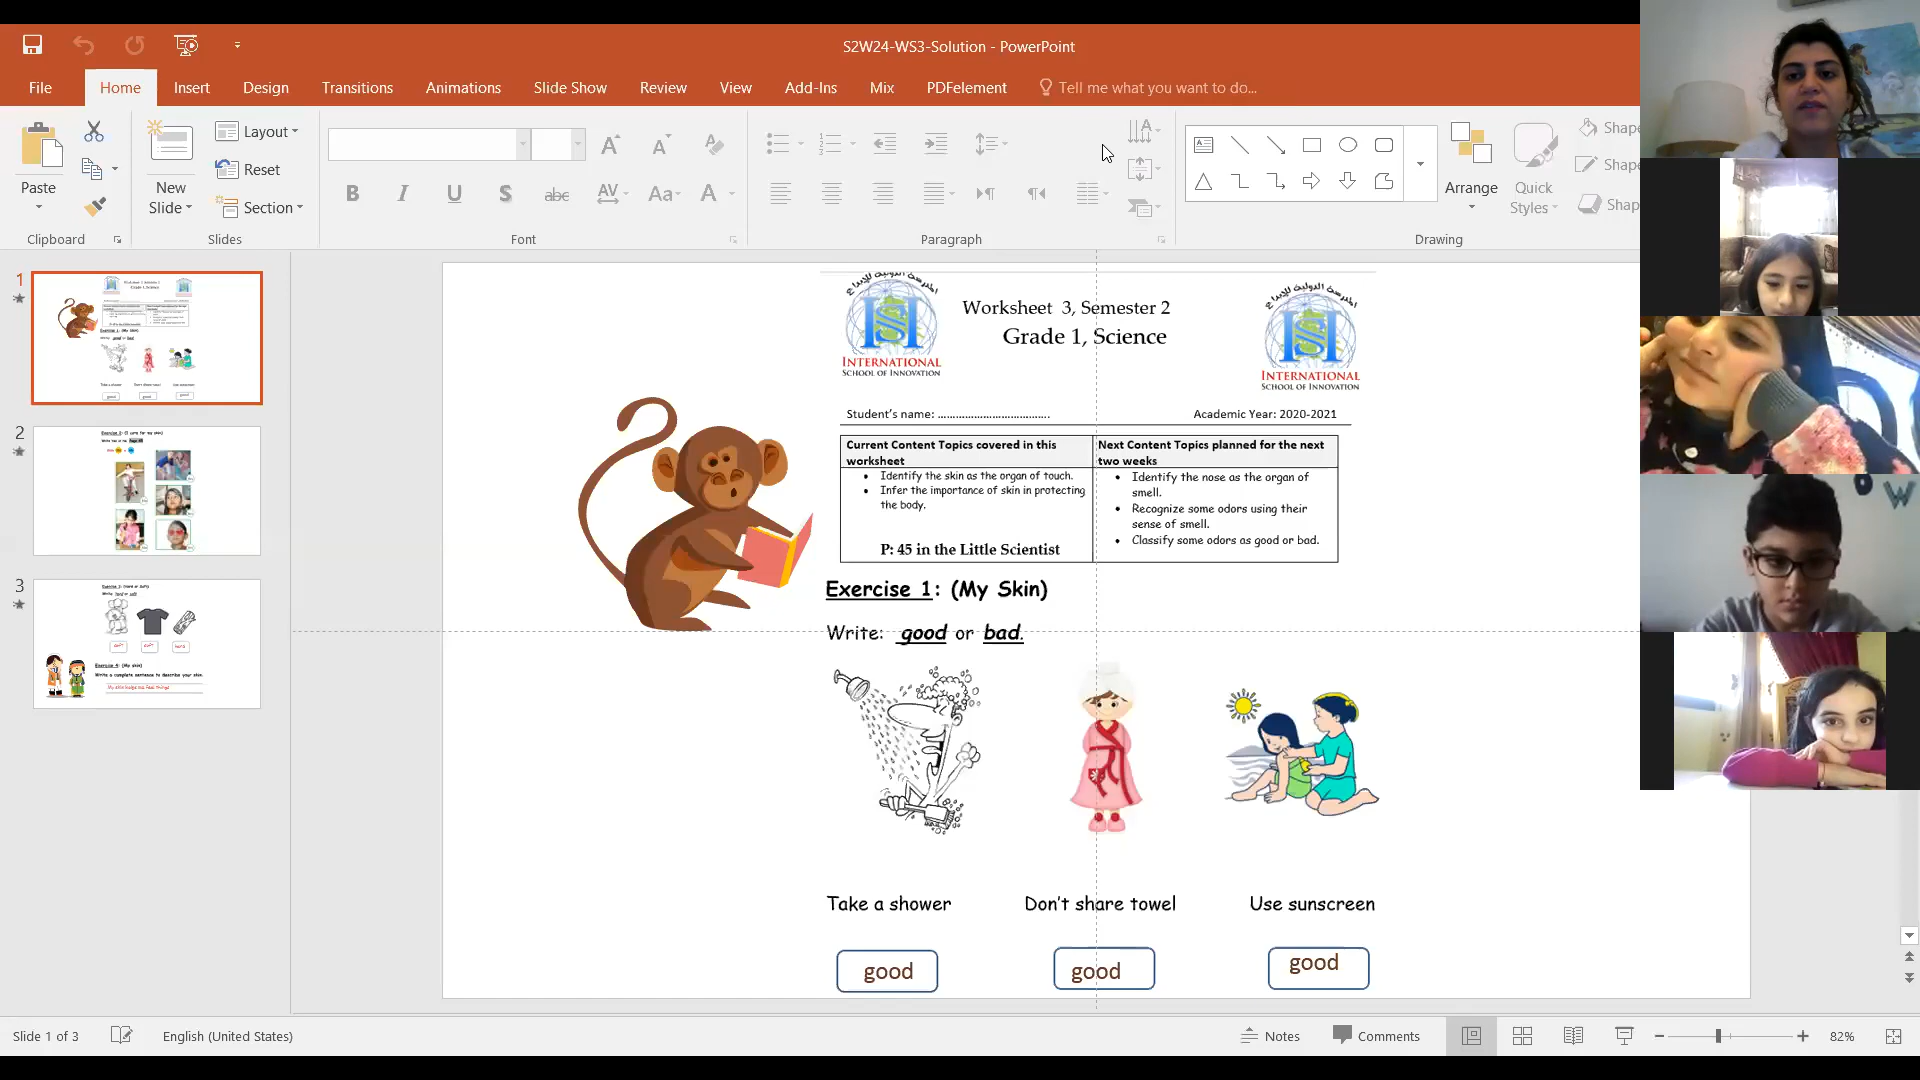 S2W24-WS3-Solution - PowerPoint
File
Home
Insert
Design
Transitions
Animations
Slide Show
Review
View
Add-Ins
Mix
PDFelement
Tell me what you want to do...
Paste
New
Slide
Layout
Reset
Section
Arrange
Quick
Styles
Clipboard
Slides
Font
Paragraph
Drawing
Worksheet 3, Semester 2
Grade 1, Science
INTERNATIONAL
SCHOOL OF INNOVATION
INTERNATIONAL
SCHOOL OF INNOVATION
Student's name: ......................................
Academic Year: 2020-2021
Current Content Topics covered in this
worksheet
Next Content Topics planned for the next
two weeks
Identify the skin as the organ of touch.
Infer the importance of skin in protecting
the body.
P: 45 in the Little Scientist
Identify the nose as the organ of
smell.
Recognize some odors using their
sense of smell.
Classify some odors as good or bad.
Exercise 1: (My Skin)
Write: good or bad.
Take a shower
Don't share towel
Use sunscreen
good
good
good
1
2
3
Slide 1 of 3
English (United States)
Notes
Comments
82%